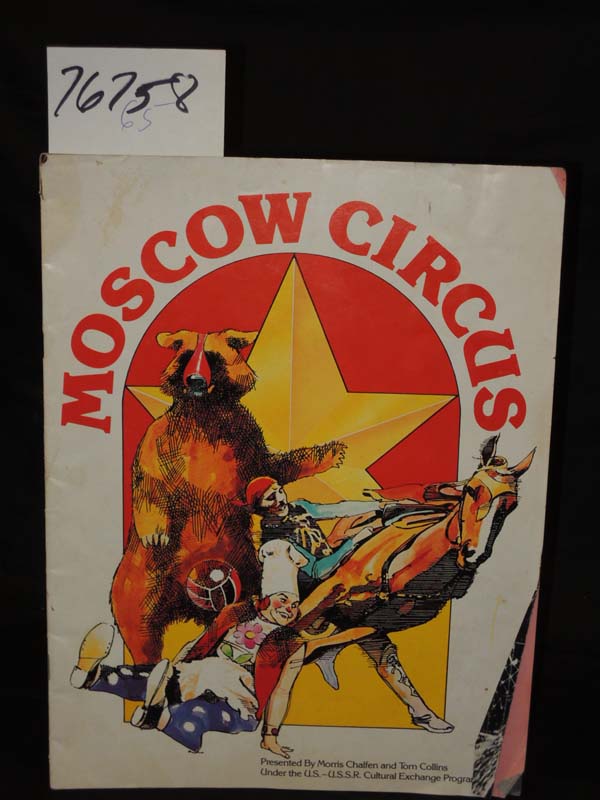 76758
65
MOSCOW CIRCUS
Presented By Morris Chalfen and Tom Collins
Under the U.S.-U.S.S.R. Cultural Exchange